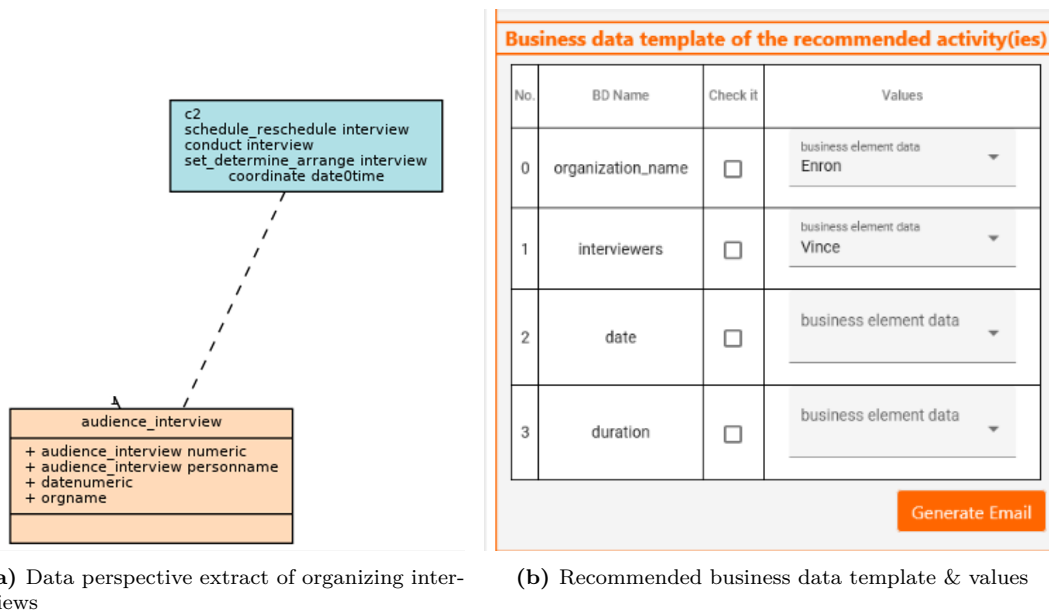 c2
schedule_reschedule interview
conduct interview
set_determine_arrange interview
coordinate date0time
audience_interview
+ audience_interview numeric
+ audience_interview personname
+ datenumeric
+ orgname
a) Data perspective extract of organizing inter-
iews
Business data template of the recommended activity(ies)
No. BD Name Check it Values
0 organization_name business element data Enron
1 interviewers business element data Vince
2 date business element data
3 duration business element data
Generate Email
(b) Recommended business data template & values